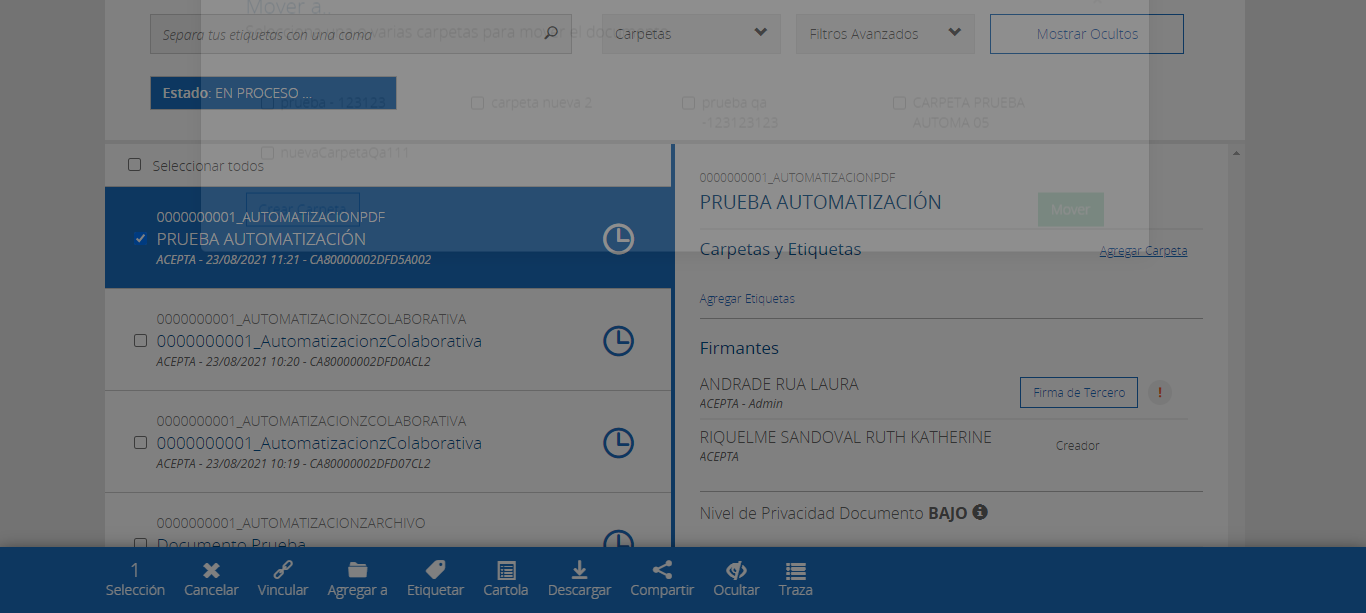 Mover a..
Separa tus etiquetas con una coma
varias carpetas para mover el
Carpetas
Filtros Avanzados
Mostrar Ocultos
Estado: EN PROCESO ...
prueba - 123123
carpeta nueva 2
prueba qa
-123123123
CARPETA PRUEBA
AUTOMA 05
nuevaCarpetaQa111
Seleccionar todos
Crear Carpeta
Mover
0000000001_AUTOMATIZACIONPDF
PRUEBA AUTOMATIZACIÓN
ACEPTA - 23/08/2021 11:21 - CA80000002DFD5A002
0000000001_AUTOMATIZACIONZCOLABORATIVA
0000000001_AutomatizacionzColaborativa
ACEPTA - 23/08/2021 10:20 - CA80000002DFD0ACL2
0000000001_AUTOMATIZACIONZCOLABORATIVA
0000000001_AutomatizacionzColaborativa
ACEPTA - 23/08/2021 10:19 - CA80000002DFD07CL2
0000000001_AUTOMATIZACIONZARCHIVO
Documento Prueba
0000000001_AUTOMATIZACIONPDF
PRUEBA AUTOMATIZACIÓN
Carpetas y Etiquetas
Agregar Carpeta
Agregar Etiquetas
Firmantes
ANDRADE RUA LAURA
ACEPTA - Admin
Firma de Tercero
!
RIQUELME SANDOVAL RUTH KATHERINE
ACEPTA
Creador
Nivel de Privacidad Documento BAJO
1
Selección
Cancelar
Vincular
Agregar a
Etiquetar
Cartola
Descargar
Compartir
Ocultar
Traza